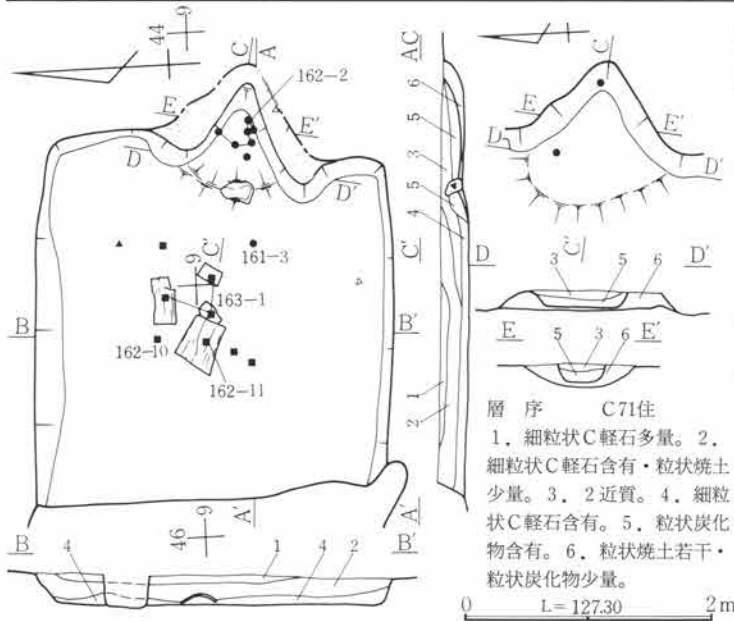 44
9
C
A
162-2
E
E'
D
D'
161-3
C'
9
163-1
B
B'
162-10
162-11
A'
46
9
B
B'
4
1
4
2
AC
6
5
3
5
4
C'
1
2
C
E
E'
D
D'
C'
D
D'
3
5
6
E
E'
5
3
6
層序 C71住
1．細粒状C軽石多量。2．
細粒状C軽石含有・粒状焼土
少量。3．2近質。4．細粒
状C軽石含有。5．粒状炭化
物含有。6．粒状焼土若干・
粒状炭化物少量。
0 L=127.30 2m